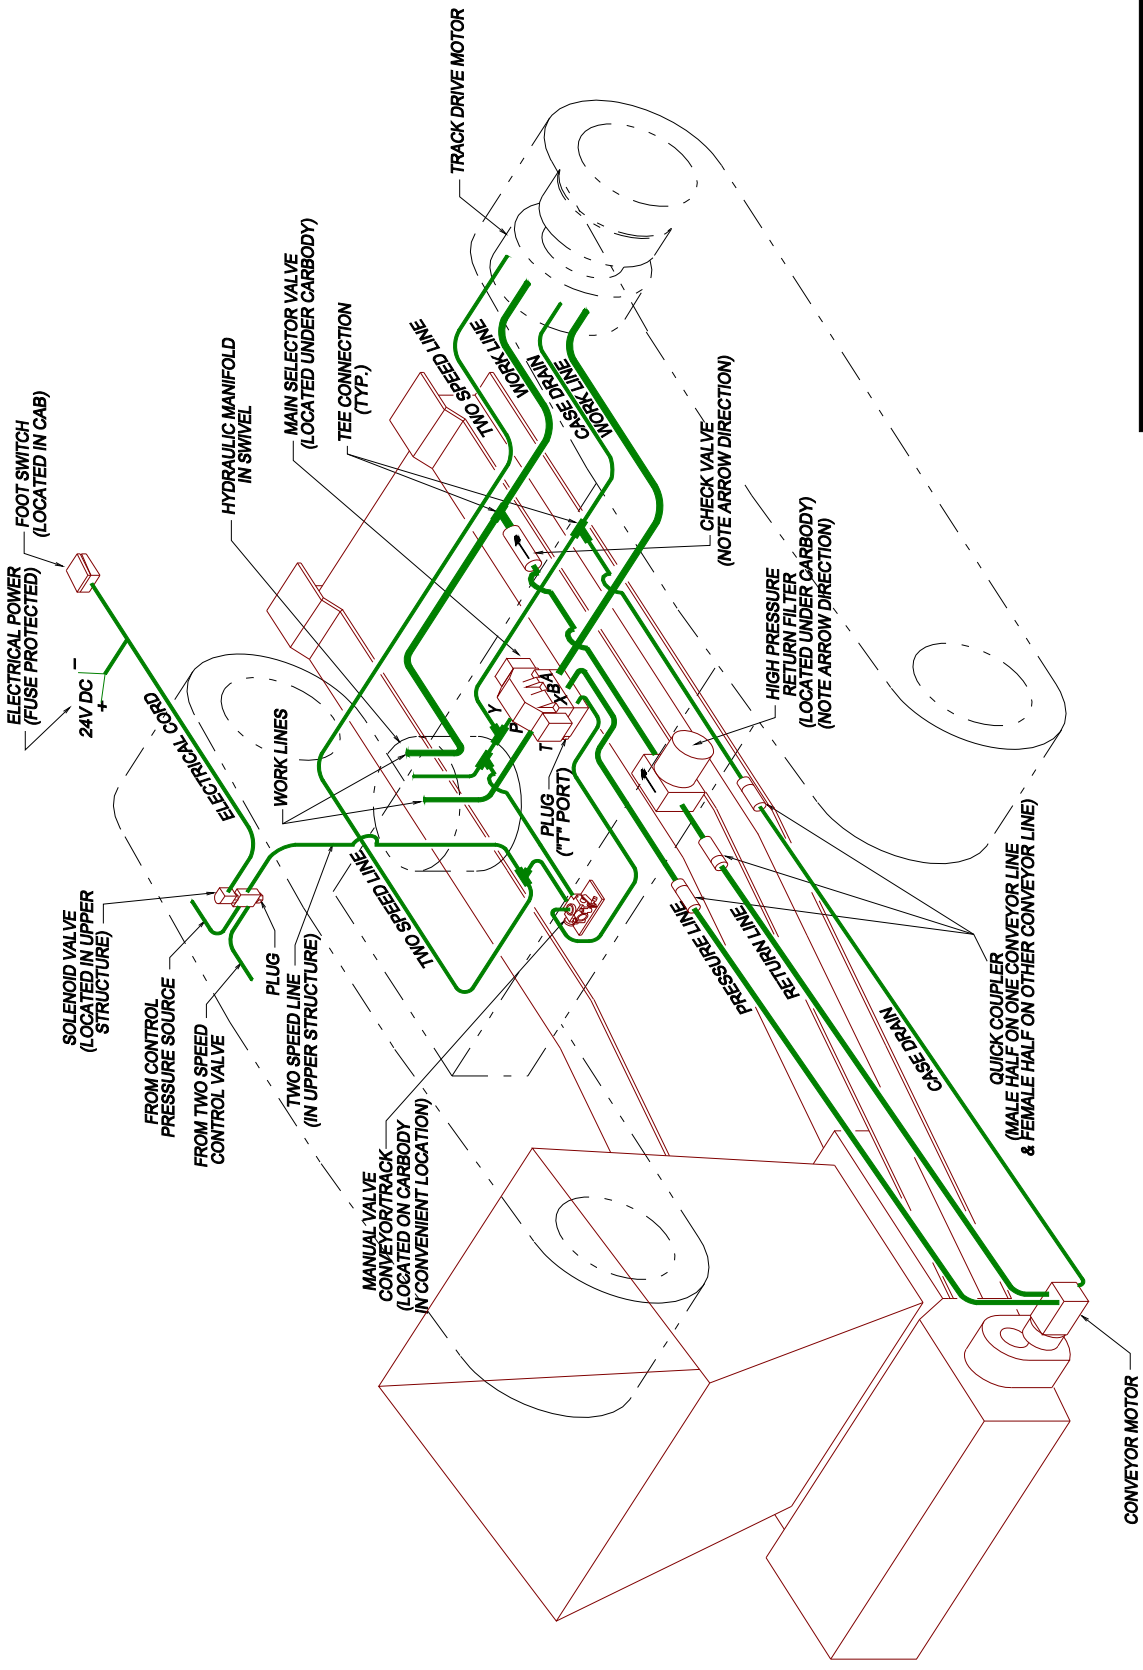 FOOT SWITCH
(LOCATED IN CAB)
ELECTRICAL POWER
(FUSE PROTECTED)
24V DC
+
−
ELECTRICAL CORD
SOLENOID VALVE
(LOCATED IN UPPER
STRUCTURE)
FROM CONTROL
PRESSURE SOURCE
FROM TWO SPEED
CONTROL VALVE
PLUG
TWO SPEED LINE
(IN UPPER STRUCTURE)
WORK LINES
HYDRAULIC MANIFOLD
IN SWIVEL
MAIN SELECTOR VALVE
(LOCATED UNDER CARBODY)
TEE CONNECTION
(TYP.)
TRACK DRIVE MOTOR
TWO SPEED LINE
WORK LINE
CASE DRAIN
WORK LINE
CHECK VALVE
(NOTE ARROW DIRECTION)
HIGH PRESSURE
RETURN FILTER
(LOCATED UNDER CARBODY)
(NOTE ARROW DIRECTION)
Y
P
T
X
B
A
PLUG
("T" PORT)
TWO SPEED LINE
MANUAL VALVE
CONVEYOR/TRACK
(LOCATED ON CARBODY
IN CONVENIENT LOCATION)
PRESSURE LINE
RETURN LINE
CASE DRAIN
QUICK COUPLER
(MALE HALF ON ONE CONVEYOR LINE
& FEMALE HALF ON OTHER CONVEYOR LINE)
CONVEYOR MOTOR